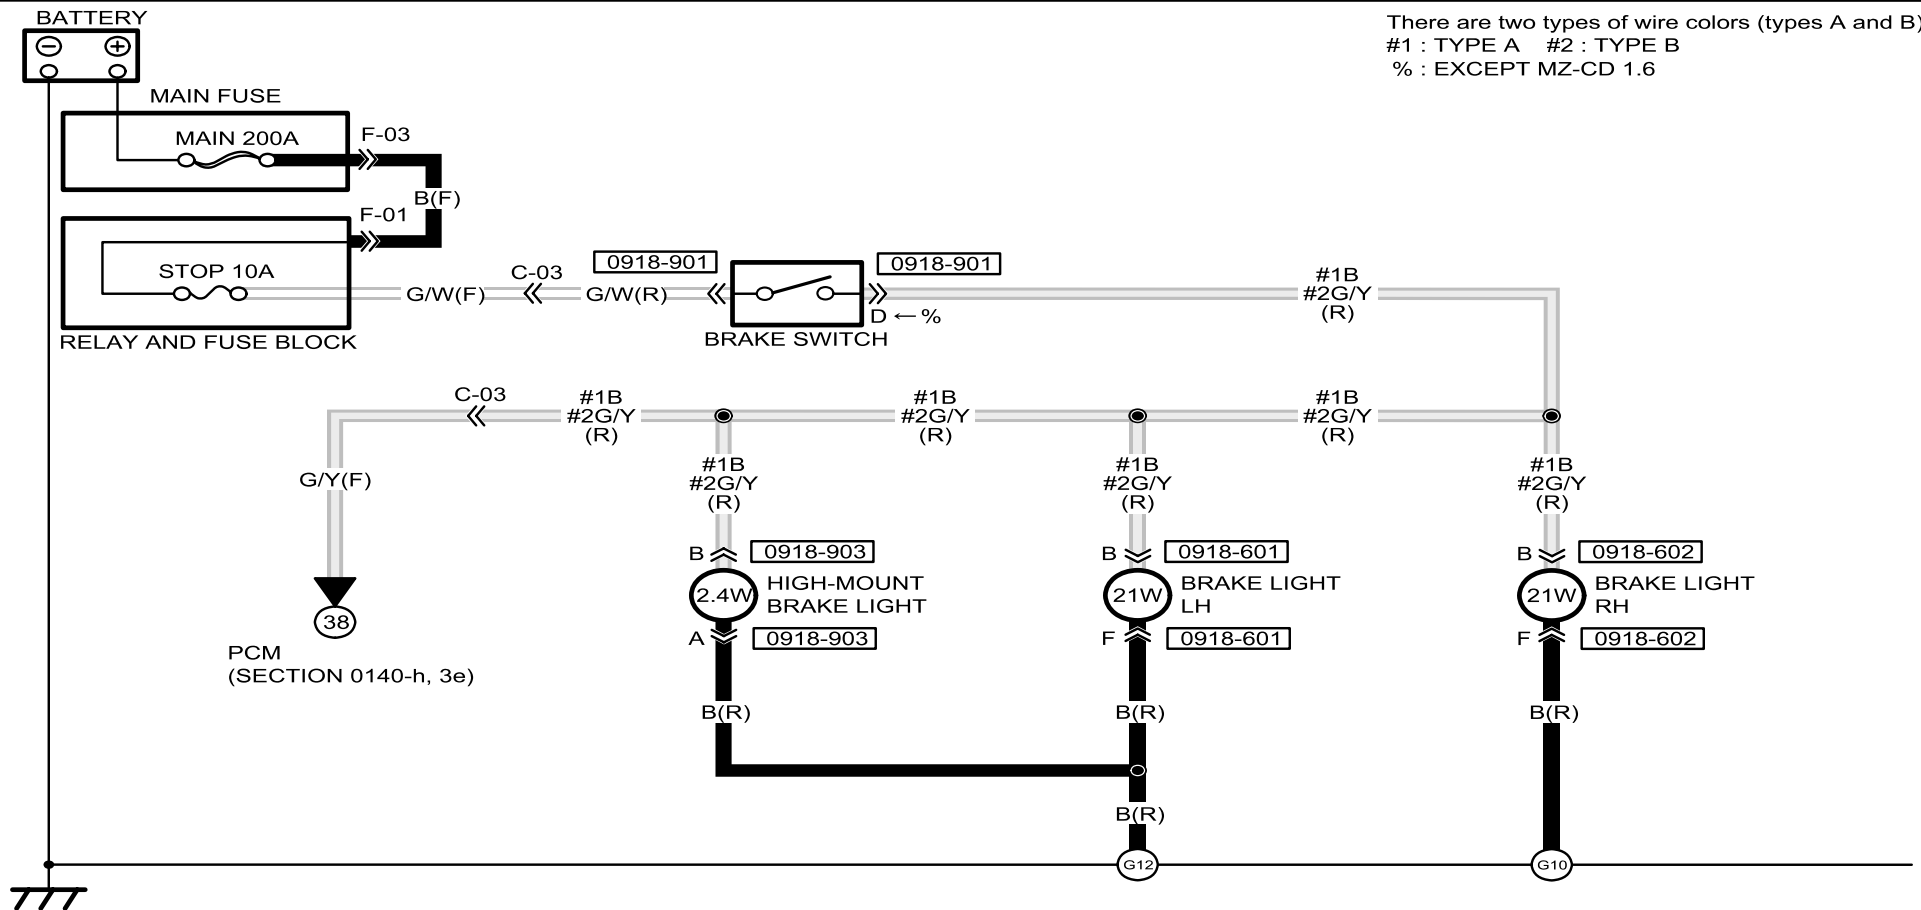 BATTERY
There are two types of wire colors (types A and B)
#1 : TYPE A #2 : TYPE B
% : EXCEPT MZ-CD 1.6
MAIN FUSE
MAIN 200A
F-03
B(F)
F-01
STOP 10A
RELAY AND FUSE BLOCK
G/W(F)
C-03
G/W(R)
0918-901
0918-901
D ←%
BRAKE SWITCH
#1B
#2G/Y
(R)
C-03
#1B
#2G/Y
(R)
#1B
#2G/Y
(R)
#1B
#2G/Y
(R)
G/Y(F)
#1B
#2G/Y
(R)
#1B
#2G/Y
(R)
#1B
#2G/Y
(R)
B
0918-903
B
0918-601
B
0918-602
2.4W
HIGH-MOUNT
BRAKE LIGHT
21W
BRAKE LIGHT
LH
21W
BRAKE LIGHT
RH
38
A
0918-903
F
0918-601
F
0918-602
PCM
(SECTION 0140-h, 3e)
B(R)
B(R)
B(R)
B(R)
G12
G10